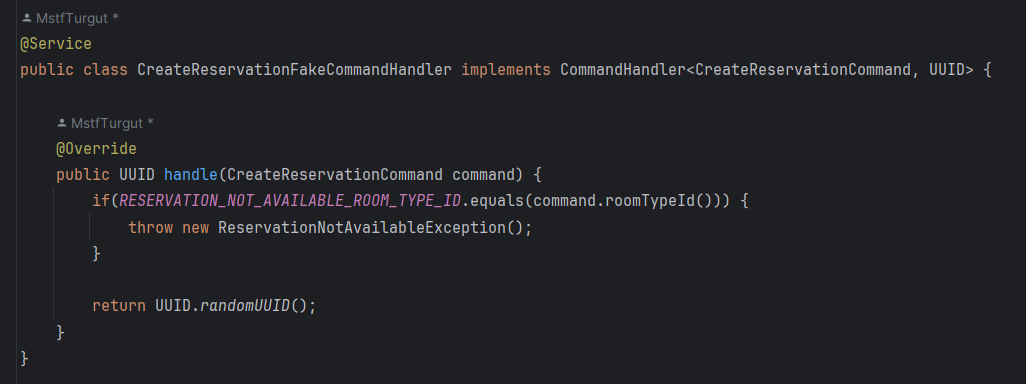 MstfTurgut *
@Service
public class CreateReservationFakeCommandHandler implements CommandHandler<CreateReservationCommand, UUID> {
MstfTurgut *
@Override
public UUID handle(CreateReservationCommand command) {
if(RESERVATION_NOT_AVAILABLE_ROOM_TYPE_ID.equals(command.roomTypeId())) {
throw new ReservationNotAvailableException();
}
return UUID.randomUUID();
}
}